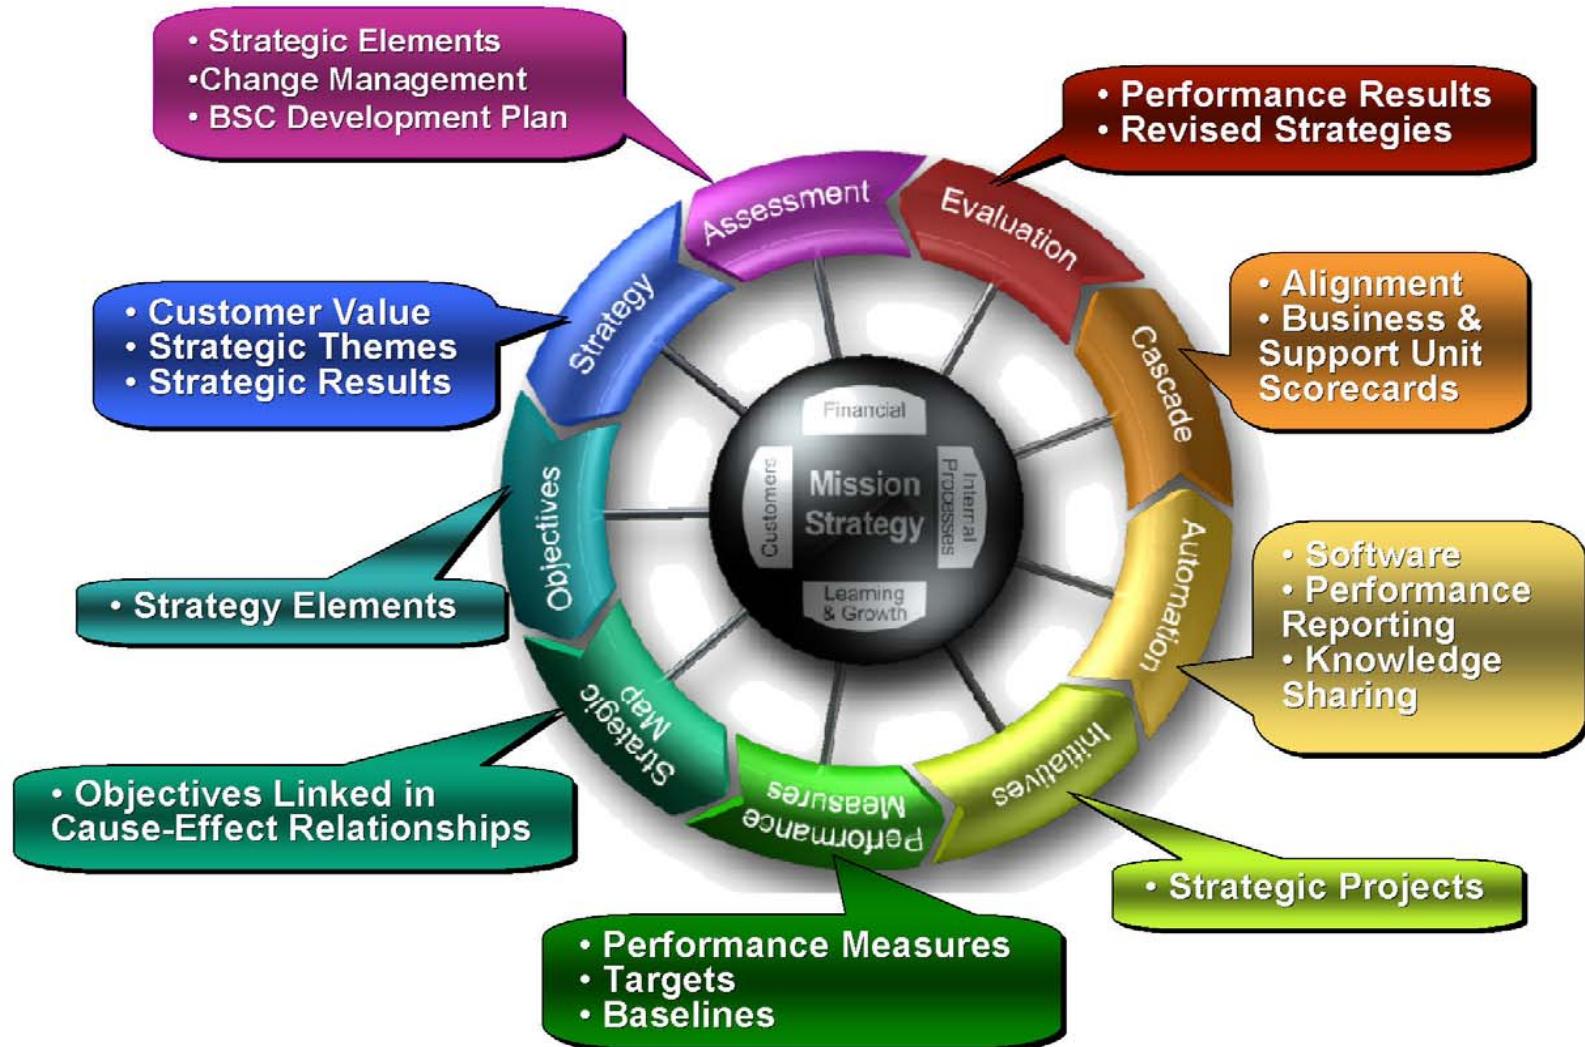 • Strategic Elements
•Change Management
• BSC Development Plan
• Performance Results
• Revised Strategies
Assessment
Evaluation
Strategy
Cascade
• Customer Value
• Strategic Themes
• Strategic Results
• Alignment
• Business &
Support Unit
Scorecards
Financial
Customers
Mission
Strategy
Internal
Processes
Learning
& Growth
Objectives
Automation
• Strategy Elements
• Software
• Performance
Reporting
• Knowledge
Sharing
Strategic
Map
Performance
Measures
Initiatives
• Objectives Linked in
Cause-Effect Relationships
• Strategic Projects
• Performance Measures
• Targets
• Baselines